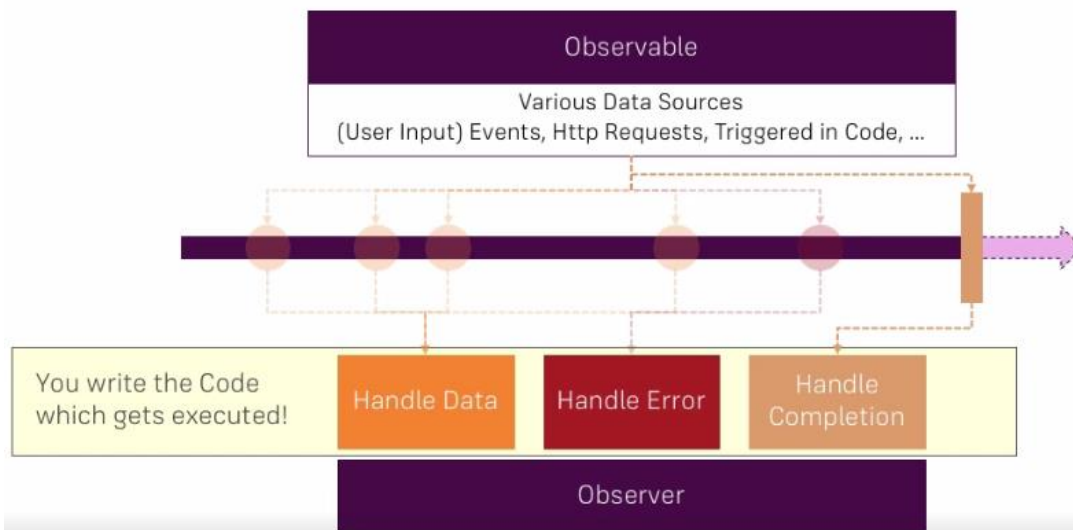 Observable
Various Data Sources
(User Input) Events, Http Requests, Triggered in Code, ...
You write the Code
which gets executed!
Handle Data
Handle Error
Handle
Completion
Observer